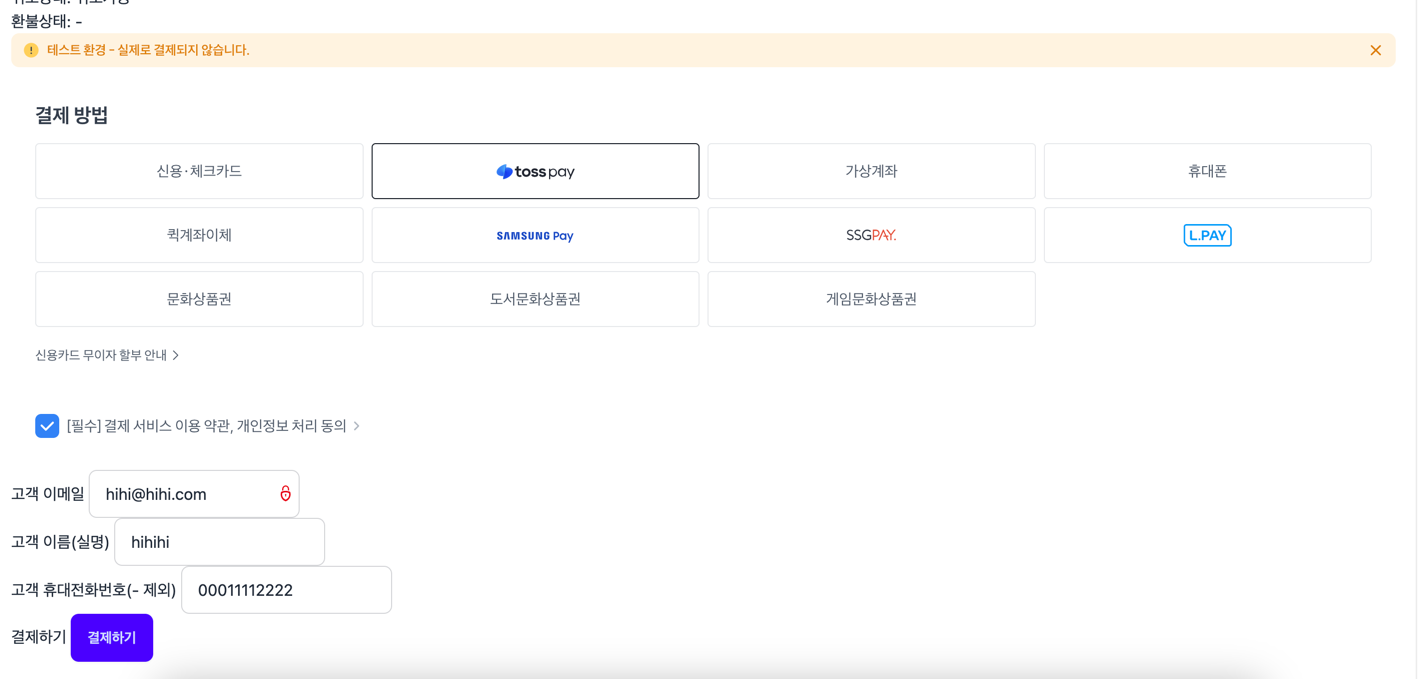 환불상태: -
테스트 환경 - 실제로 결제되지 않습니다.
결제 방법
신용·체크카드
toss pay
가상계좌
휴대폰
퀵계좌이체
SAMSUNG Pay
SSGPAY.
L.PAY
문화상품권
도서문화상품권
게임문화상품권
신용카드 무이자 할부 안내 >
[필수] 결제 서비스 이용 약관, 개인정보 처리 동의 >
고객 이메일 hihi@hihi.com
고객 이름(실명) hihihi
고객 휴대전화번호(- 제외) 00011112222
결제하기 결제하기